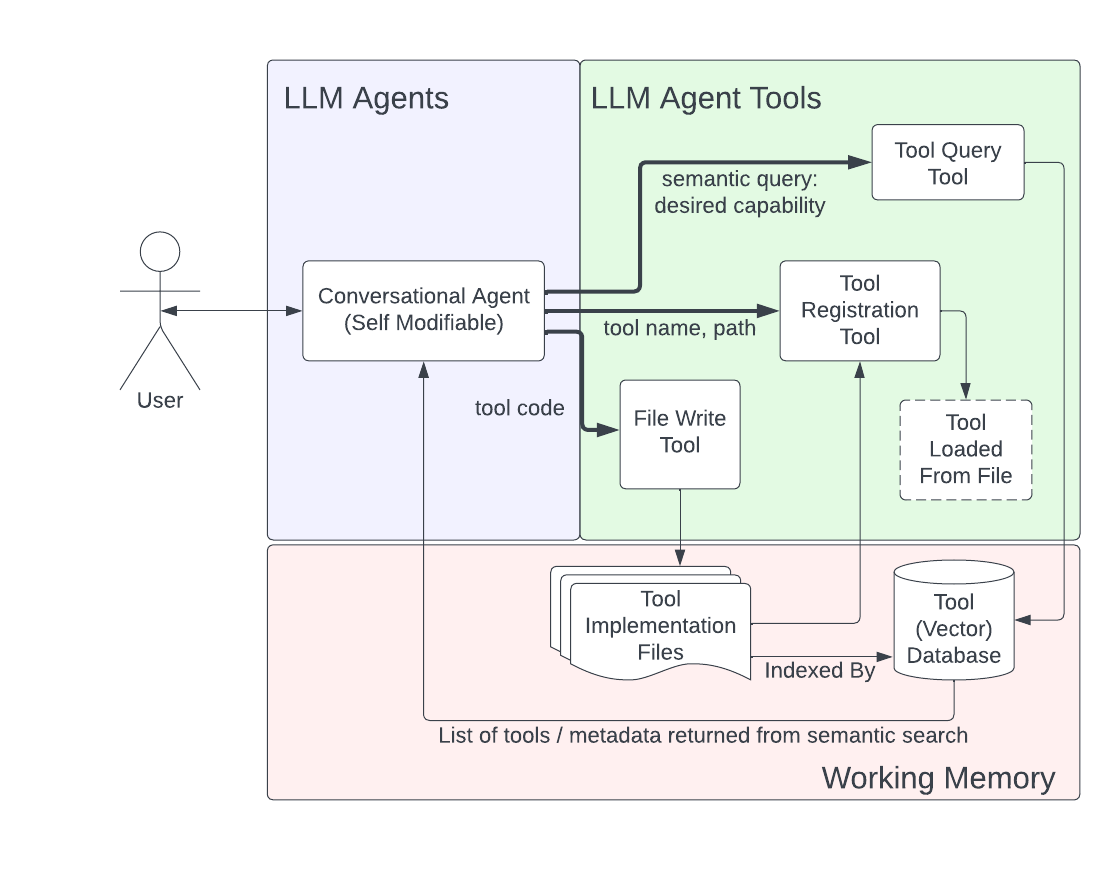 LLM Agents
LLM Agent Tools
Tool Query
Tool
semantic query:
desired capability
Conversational Agent
(Self Modifiable)
Tool
Registration
Tool
tool name, path
User
tool code
File Write
Tool
Tool
Loaded
From File
Tool
Implementation
Files
Tool
(Vector)
Database
Indexed By
List of tools / metadata returned from semantic search
Working Memory